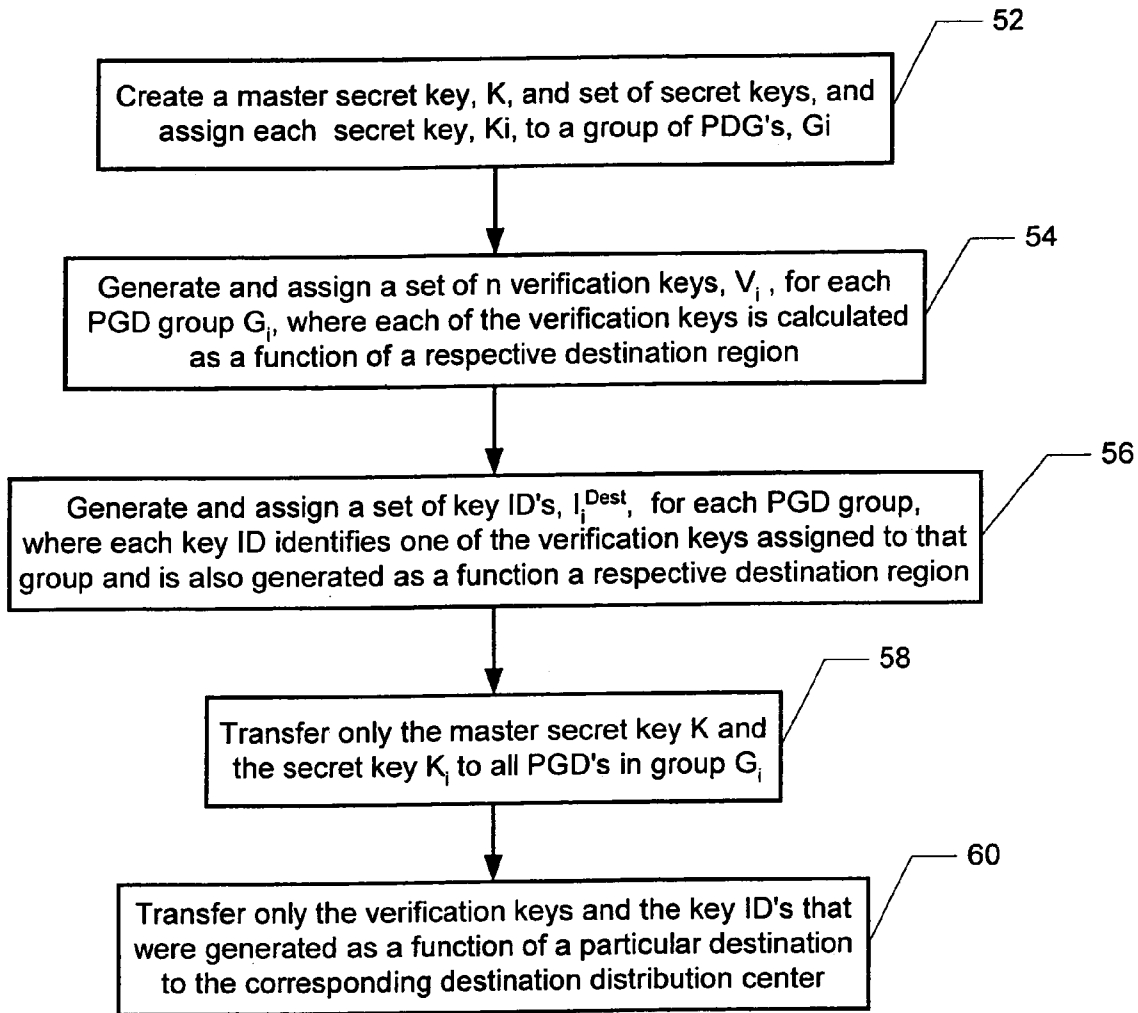 52
Create a master secret key, K, and set of secret keys, and
assign each secret key, Ki, to a group of PDG's, Gi
54
Generate and assign a set of n verification keys, Vi , for each
PGD group Gi, where each of the verification keys is calculated
as a function of a respective destination region
56
Generate and assign a set of key ID's, Ii^Dest, for each PGD group,
where each key ID identifies one of the verification keys assigned to that
group and is also generated as a function a respective destination region
58
Transfer only the master secret key K and
the secret key Ki to all PGD's in group Gi
60
Transfer only the verification keys and the key ID's that
were generated as a function of a particular destination
to the corresponding destination distribution center